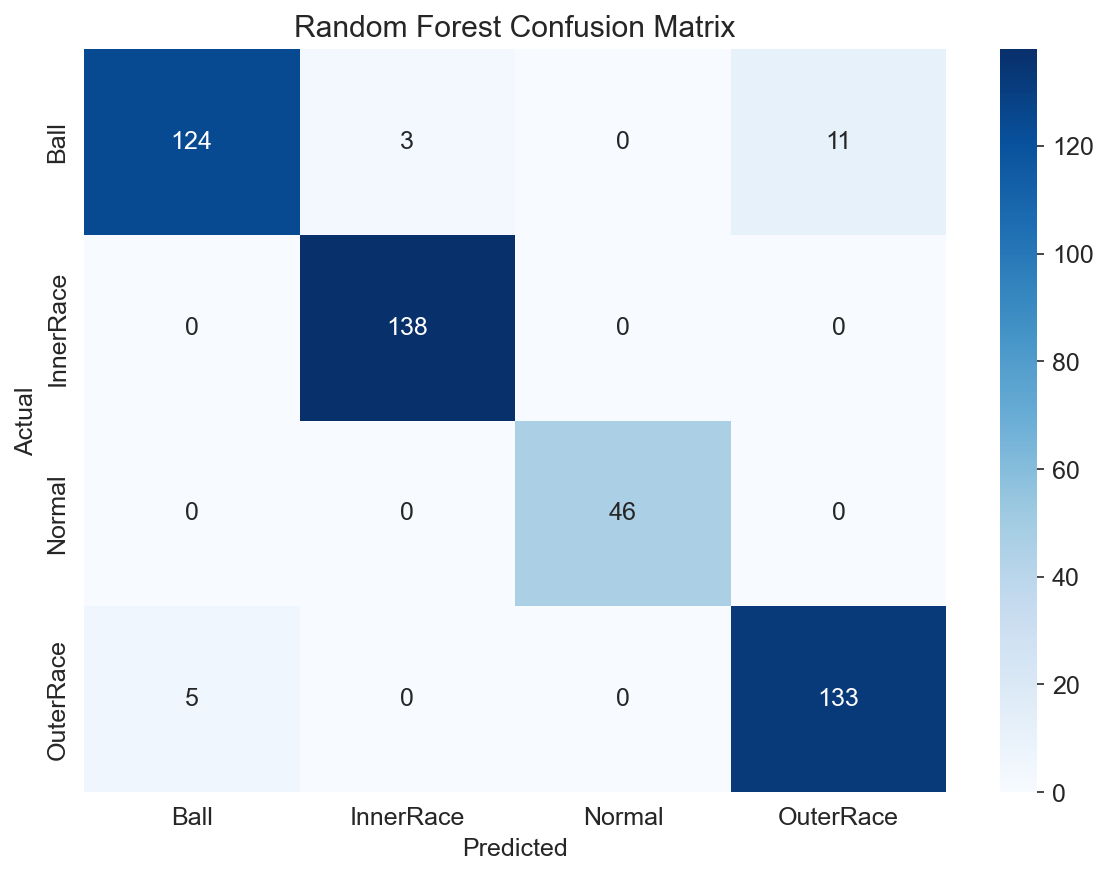 Random Forest Confusion Matrix
Actual
Ball
124 3 0 11
InnerRace
0 138 0 0
Normal
0 0 46 0
OuterRace
5 0 0 133
Ball InnerRace Normal OuterRace
Predicted
120
100
80
60
40
20
0